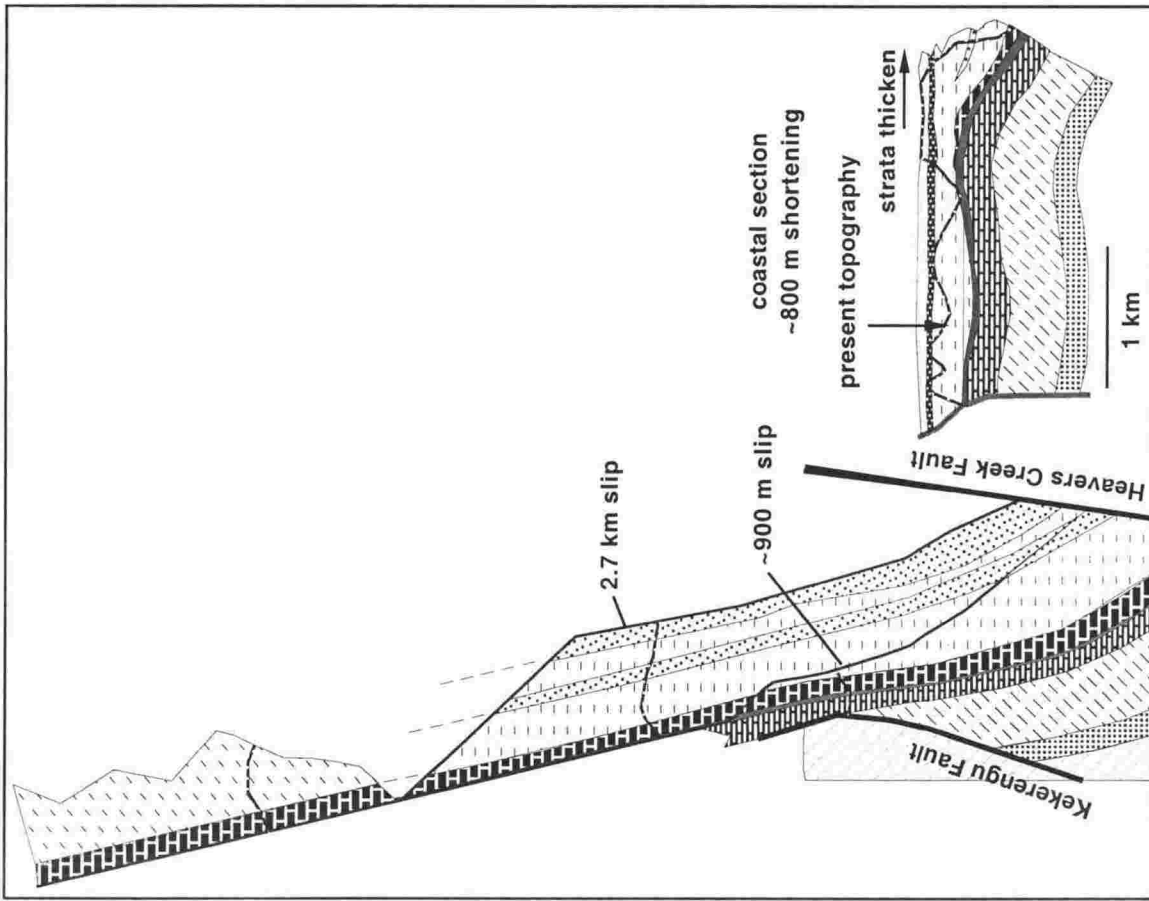 2.7 km slip
~900 m slip
Kekerengu Fault
Heavers Creek Fault
coastal section
~800 m shortening
present topography
strata thicken
1 km